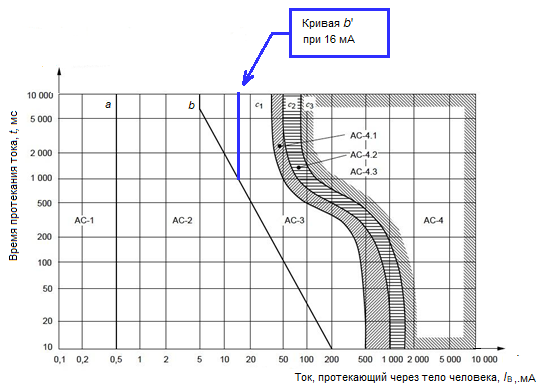 Кривая b'
при 16 мА
Время протекания тока, t, мс
10 000
5 000
2 000
1 000
500
200
100
50
20
10
a
b
c₁
c₂
c₃
AC-4.1
AC-4.2
AC-4.3
AC-1
AC-2
AC-3
AC-4
0,1 0,2 0,5 1 2 5 10 20 50 100 200 500 1 000 2 000 5 000 10 000
Ток, протекающий через тело человека, I_B, .мА